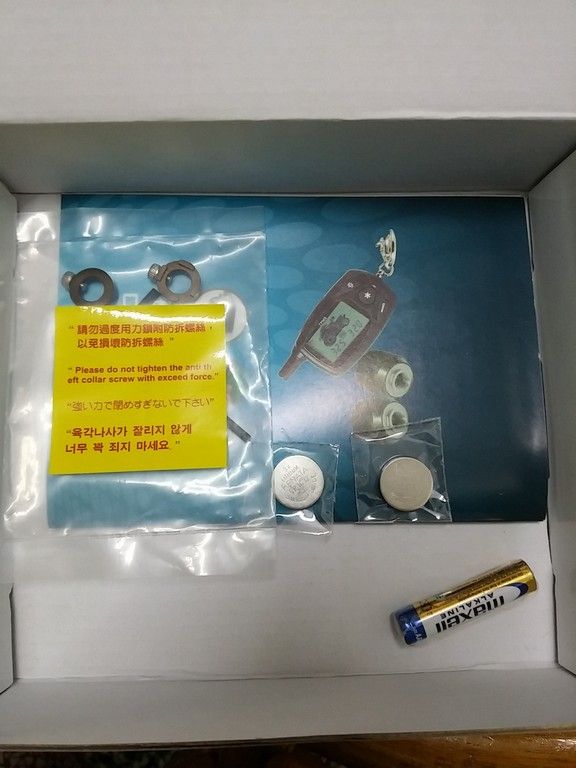 “請勿過度用力鎖附防拆螺絲，
以免損壞防拆螺絲”
“Please do not tighten the anti th
eft collar screw with exceed force.”
“強い力で閉めすぎないで下さい”
“육각나사가 잘리지 않게
너무 꽉 죄지 마세요.”
maxell
ALKALINE